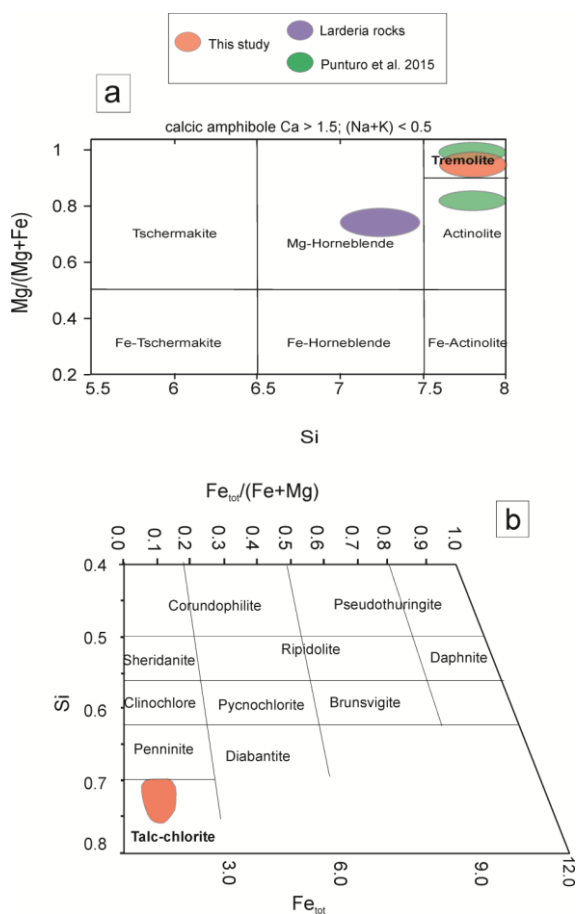 This study
Larderia rocks
Punturo et al. 2015
a
calcic amphibole Ca > 1.5; (Na+K) < 0.5
Mg/(Mg+Fe)
1
0.8
0.6
0.4
0.2
Tremolite
Tschermakite
Mg-Horneblende
Actinolite
Fe-Tschermakite
Fe-Horneblende
Fe-Actinolite
5.5
6
6.5
7
7.5
8
Si
b
Fetot/(Fe+Mg)
0.0
0.1
0.2
0.3
0.4
0.5
0.6
0.7
0.8
0.9
1.0
Si
0.4
0.5
0.6
0.7
0.8
Corundophilite
Pseudothuringite
Sheridanite
Ripidolite
Daphnite
Clinochlore
Pycnochlorite
Brunsvigite
Penninite
Diabantite
Talc-chlorite
3.0
6.0
9.0
12.0
Fetot